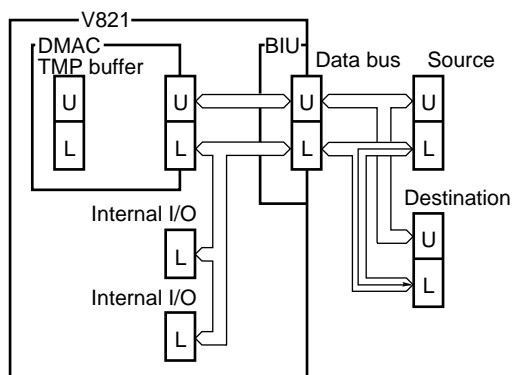 V821
DMAC
TMP buffer
BIU
Data bus
Source
U
U
U
U
L
L
L
L
Internal I/O
Destination
L
U
Internal I/O
L
L